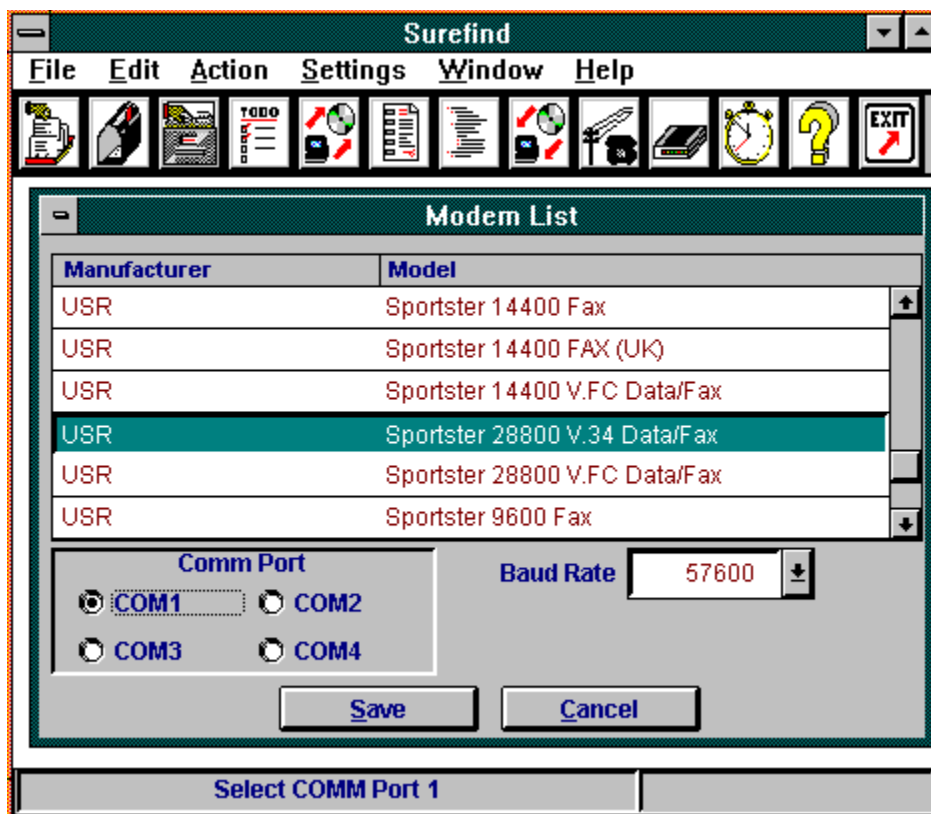 Surefind
File Edit Action Settings Window Help
TODO EXIT
Modem List
Manufacturer Model
USR Sportster 14400 Fax
USR Sportster 14400 FAX (UK)
USR Sportster 14400 V.FC Data/Fax
USR Sportster 28800 V.34 Data/Fax
USR Sportster 28800 V.FC Data/Fax
USR Sportster 9600 Fax
Comm Port
Baud Rate 57600
COM1 COM2
COM3 COM4
Save Cancel
Select COMM Port 1